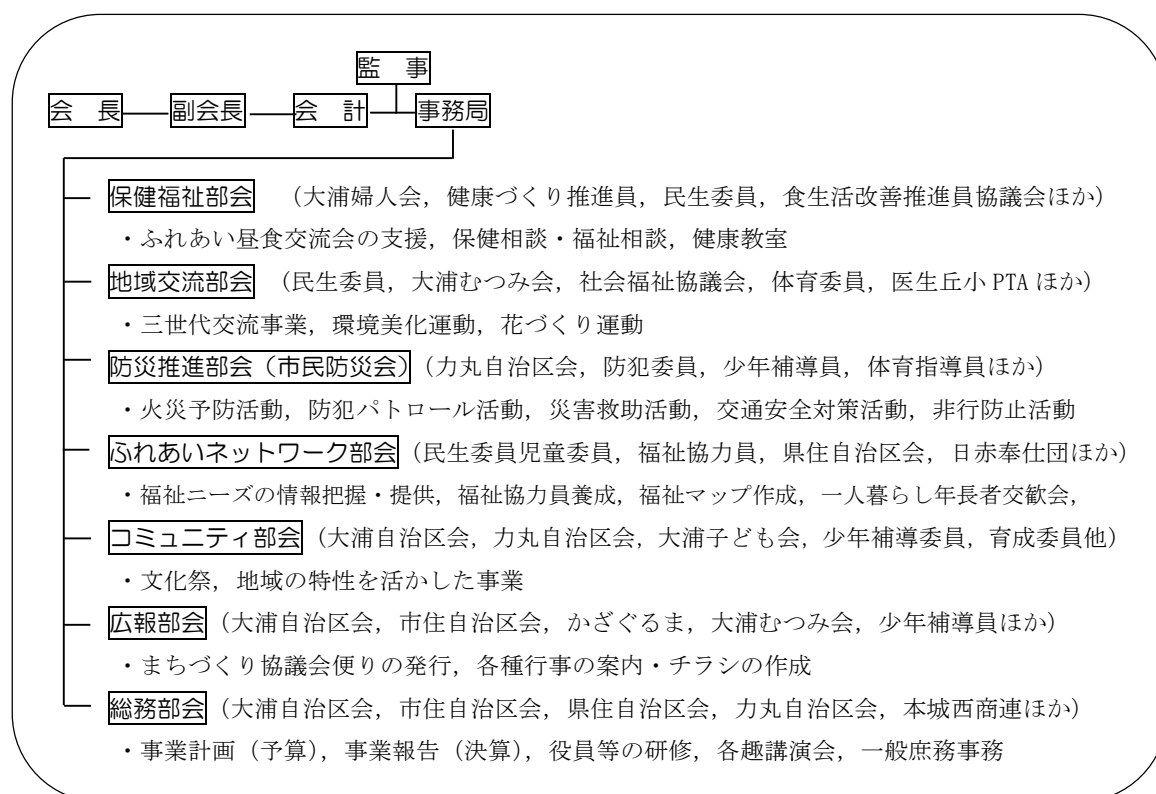 監　事
会　長 副会長 会　計 事務局
保健福祉部会 （大浦婦人会，健康づくり推進員，民生委員，食生活改善推進員協議会ほか）
・ふれあい昼食交流会の支援，保健相談・福祉相談，健康教室
地域交流部会 （民生委員，大浦むつみ会，社会福祉協議会，体育委員，医生丘小 PTA ほか）
・三世代交流事業，環境美化運動，花づくり運動
防災推進部会（市民防災会）（力丸自治区会，防犯委員，少年補導員，体育指導員ほか）
・火災予防活動，防犯パトロール活動，災害救助活動，交通安全対策活動，非行防止活動
ふれあいネットワーク部会（民生委員児童委員，福祉協力員，県住自治区会，日赤奉仕団ほか）
・福祉ニーズの情報把握・提供，福祉協力員養成，福祉マップ作成，一人暮らし年長者交歓会，
コミュニティ部会（大浦自治区会，力丸自治区会，大浦子ども会，少年補導委員，育成委員他）
・文化祭，地域の特性を活かした事業
広報部会（大浦自治区会，市住自治区会，かざぐるま，大浦むつみ会，少年補導員ほか）
・まちづくり協議会便りの発行，各種行事の案内・チラシの作成
総務部会（大浦自治区会，市住自治区会，県住自治区会，力丸自治区会，本城西商連ほか）
・事業計画（予算），事業報告（決算），役員等の研修，各趣講演会，一般庶務事務